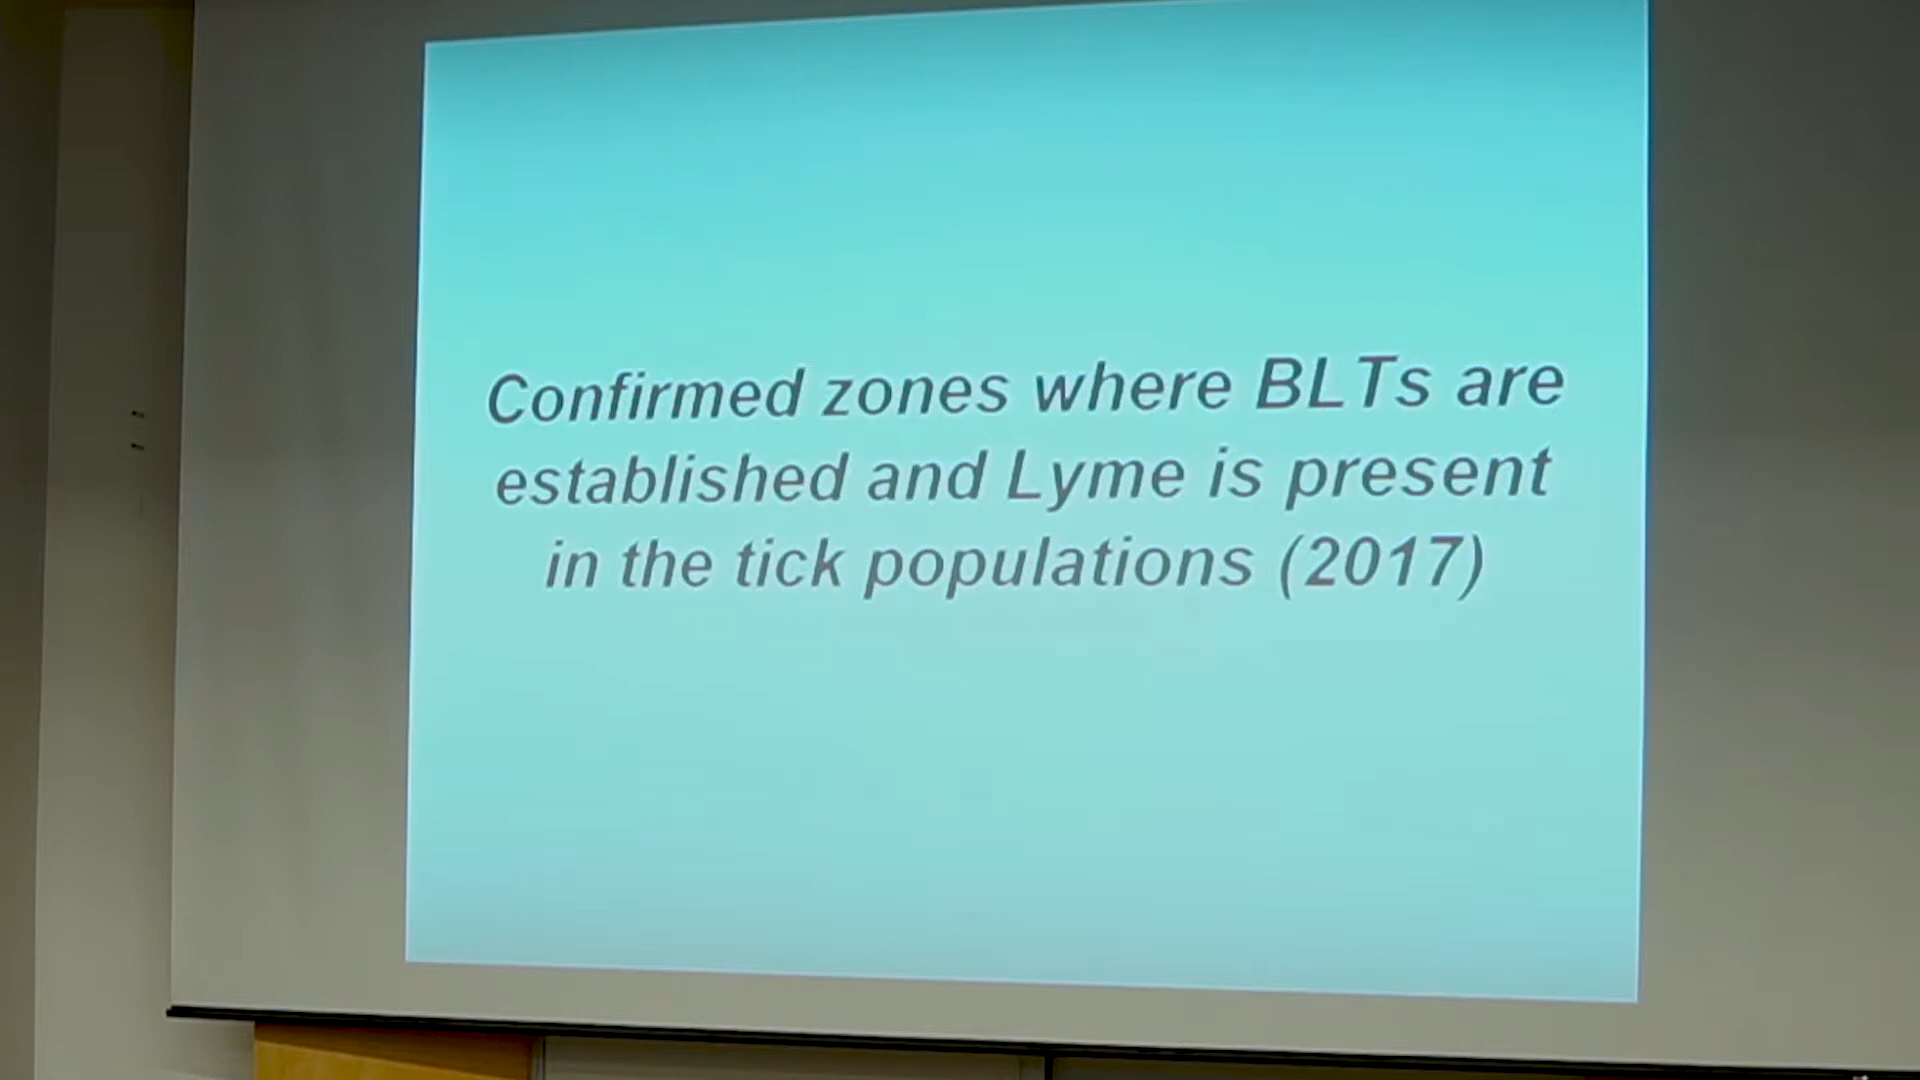 Confirmed zones where BLTs are
established and Lyme is present
in the tick populations (2017)